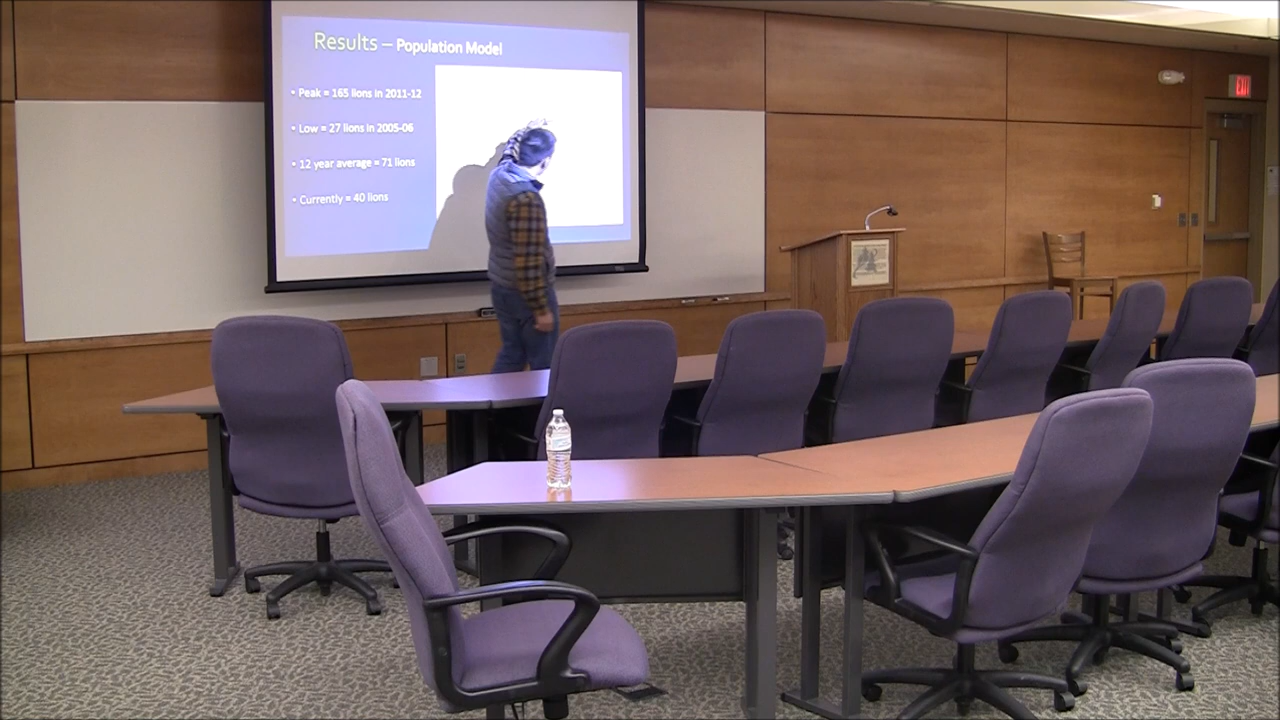 Results – Population Model
• Peak = 165 lions in 2011-12
• Low = 27 lions in 2005-06
• 12 year average = 71 lions
• Currently = 40 lions
EXIT